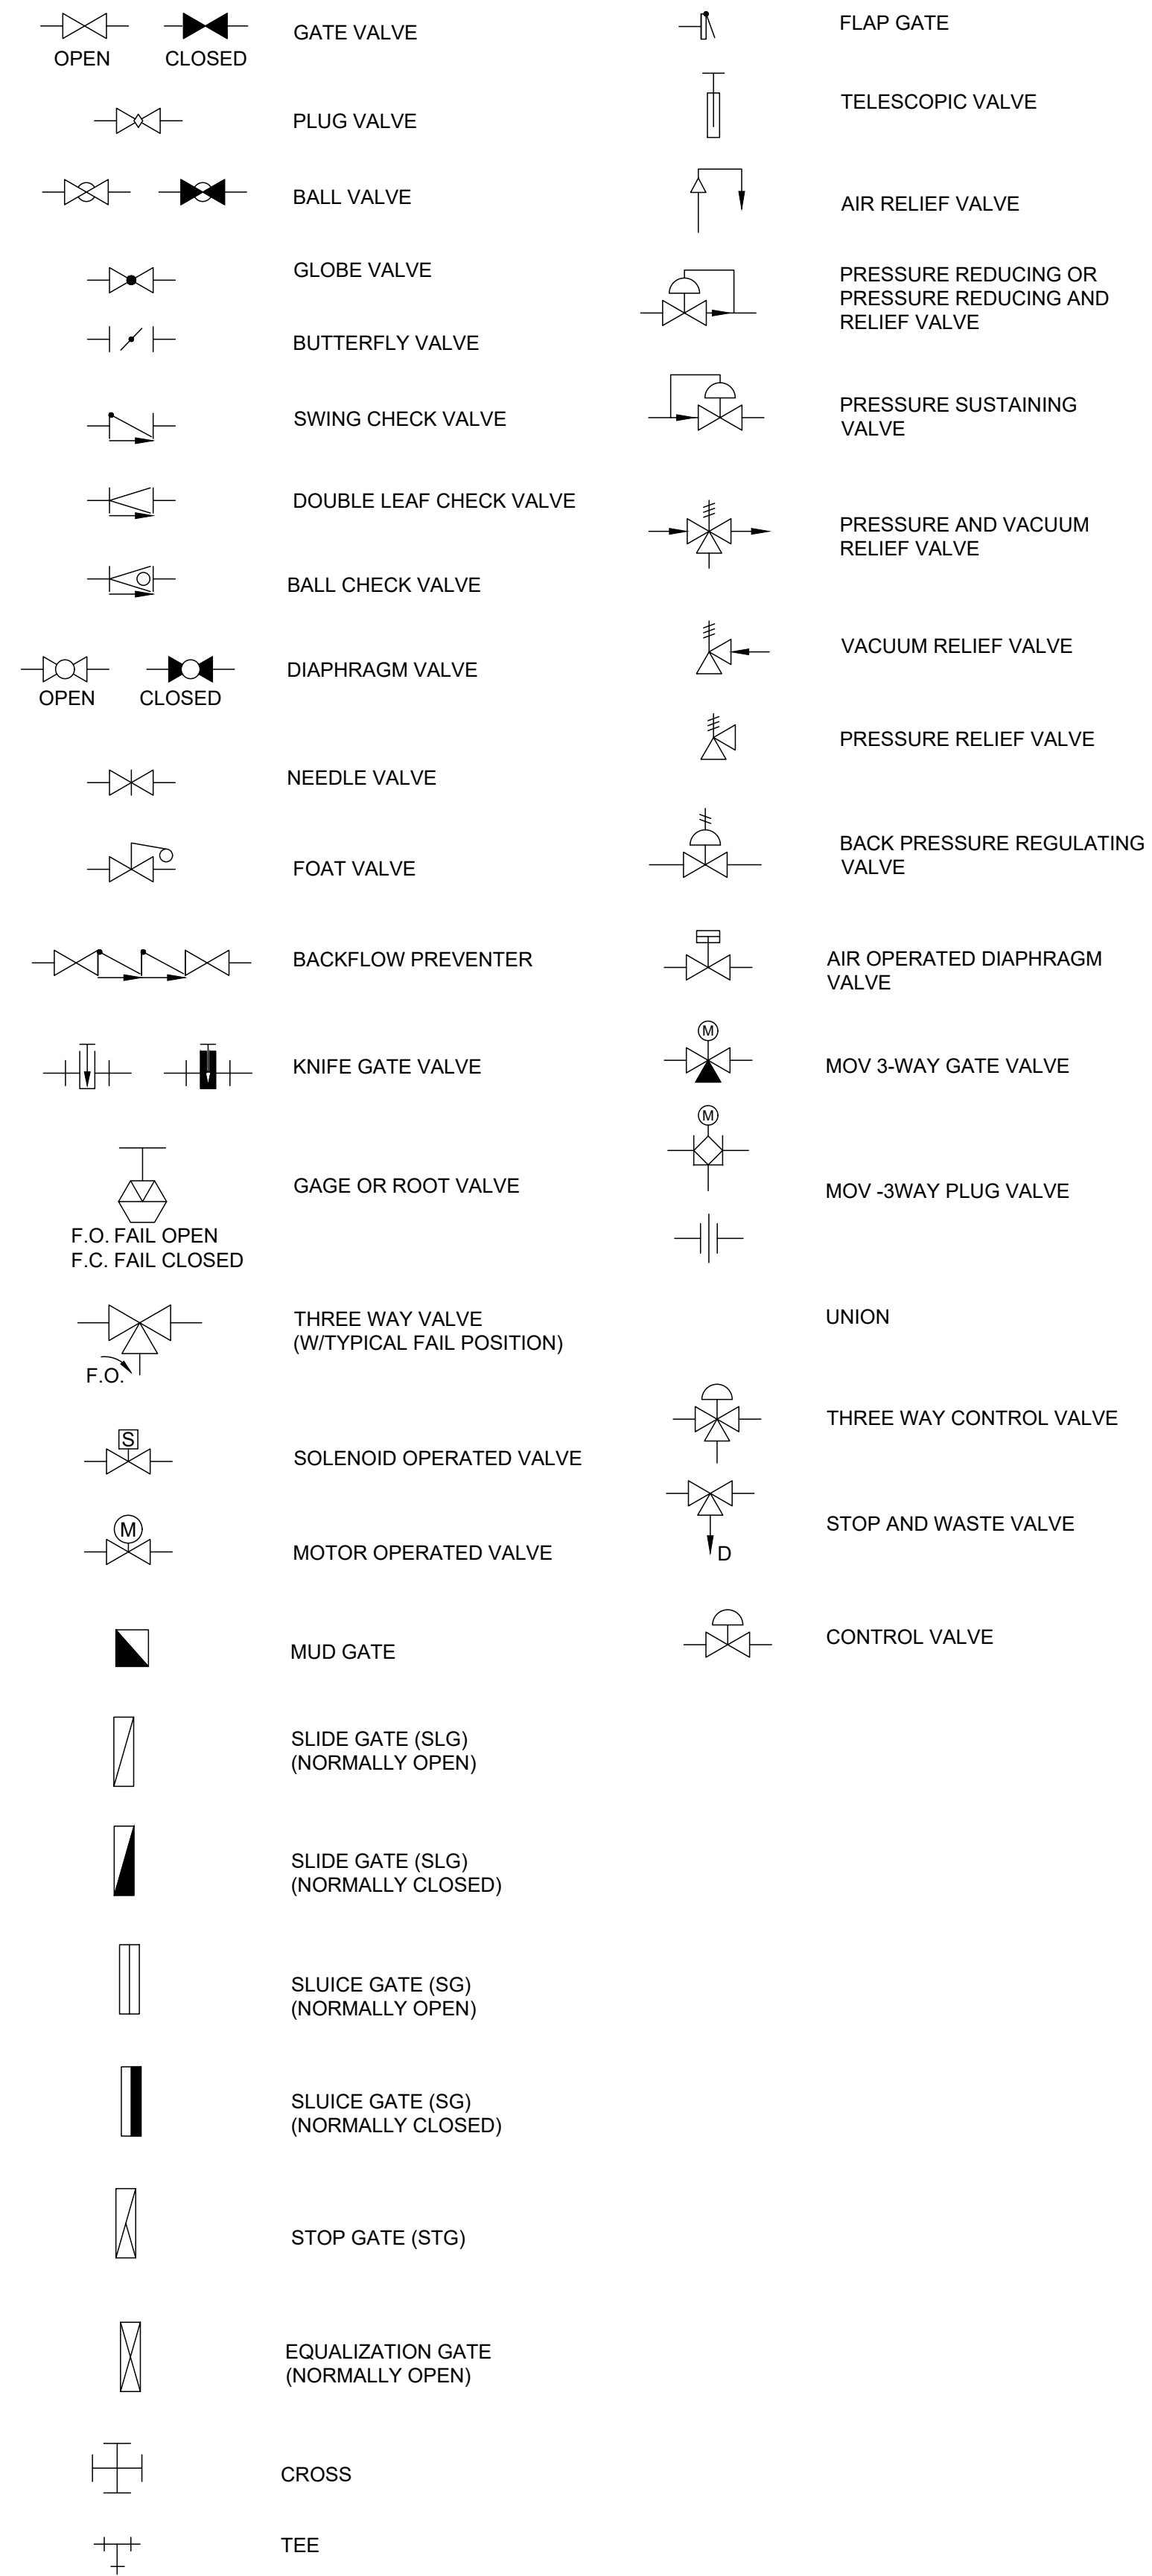 GATE VALVE
OPEN
CLOSED
PLUG VALVE
BALL VALVE
GLOBE VALVE
BUTTERFLY VALVE
SWING CHECK VALVE
DOUBLE LEAF CHECK VALVE
BALL CHECK VALVE
DIAPHRAGM VALVE
OPEN
CLOSED
NEEDLE VALVE
FOAT VALVE
BACKFLOW PREVENTER
KNIFE GATE VALVE
GAGE OR ROOT VALVE
F.O. FAIL OPEN
F.C. FAIL CLOSED
THREE WAY VALVE
(W/TYPICAL FAIL POSITION)
F.O.
S
SOLENOID OPERATED VALVE
M
MOTOR OPERATED VALVE
MUD GATE
SLIDE GATE (SLG)
(NORMALLY OPEN)
SLIDE GATE (SLG)
(NORMALLY CLOSED)
SLUICE GATE (SG)
(NORMALLY OPEN)
SLUICE GATE (SG)
(NORMALLY CLOSED)
STOP GATE (STG)
EQUALIZATION GATE
(NORMALLY OPEN)
CROSS
TEE
FLAP GATE
TELESCOPIC VALVE
AIR RELIEF VALVE
PRESSURE REDUCING OR
PRESSURE REDUCING AND
RELIEF VALVE
PRESSURE SUSTAINING
VALVE
PRESSURE AND VACUUM
RELIEF VALVE
VACUUM RELIEF VALVE
PRESSURE RELIEF VALVE
BACK PRESSURE REGULATING
VALVE
AIR OPERATED DIAPHRAGM
VALVE
M
MOV 3-WAY GATE VALVE
M
MOV -3WAY PLUG VALVE
UNION
THREE WAY CONTROL VALVE
STOP AND WASTE VALVE
D
CONTROL VALVE